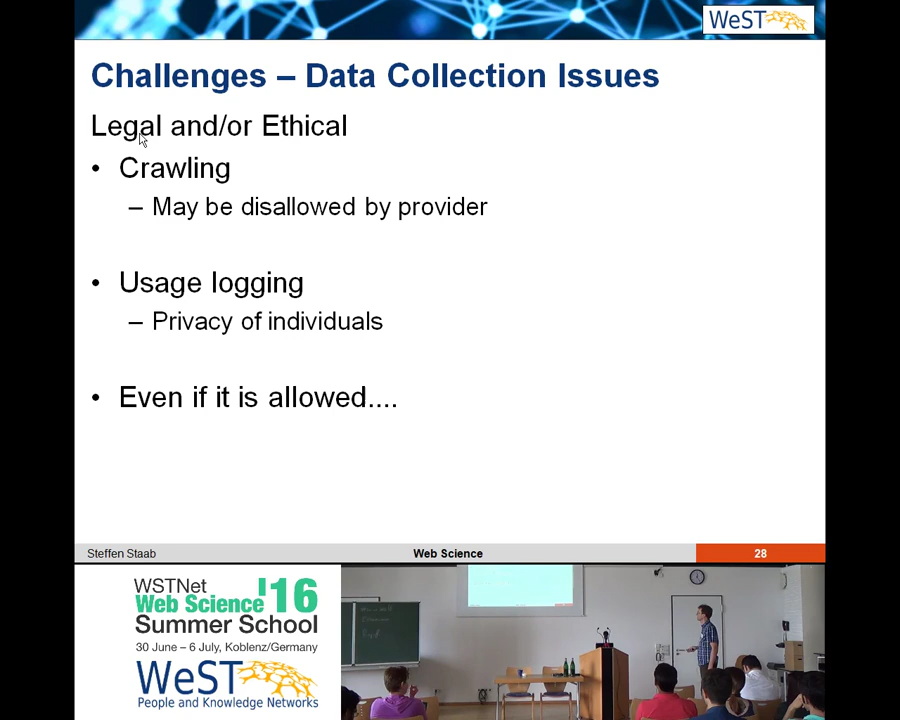 WeST
Challenges – Data Collection Issues
Legal and/or Ethical
• Crawling
– May be disallowed by provider
• Usage logging
– Privacy of individuals
• Even if it is allowed....
Steffen Staab
Web Science
28
WSTNet
Web Science '16
Summer School
30 June – 6 July, Koblenz/Germany
WeST
People and Knowledge Networks